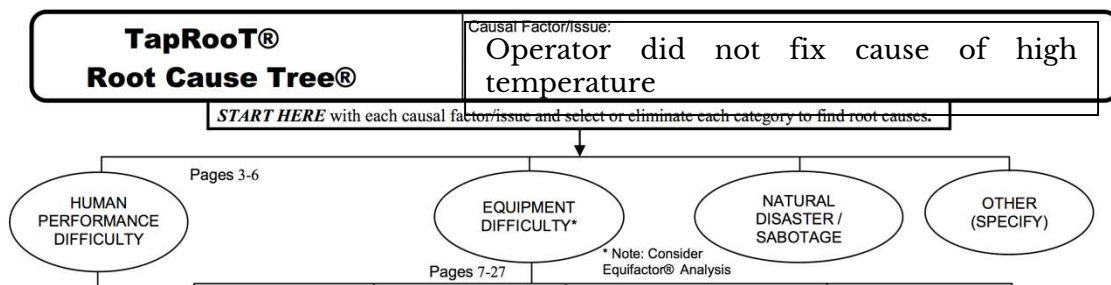 TapRooT®
Root Cause Tree®
Causal Factor/Issue:
Operator did not fix cause of high
temperature
START HERE with each causal factor/issue and select or eliminate each category to find root causes.
Pages 3-6
HUMAN
PERFORMANCE
DIFFICULTY
EQUIPMENT
DIFFICULTY*
NATURAL
DISASTER /
SABOTAGE
OTHER
(SPECIFY)
* Note: Consider
Equifactor® Analysis
Pages 7-27